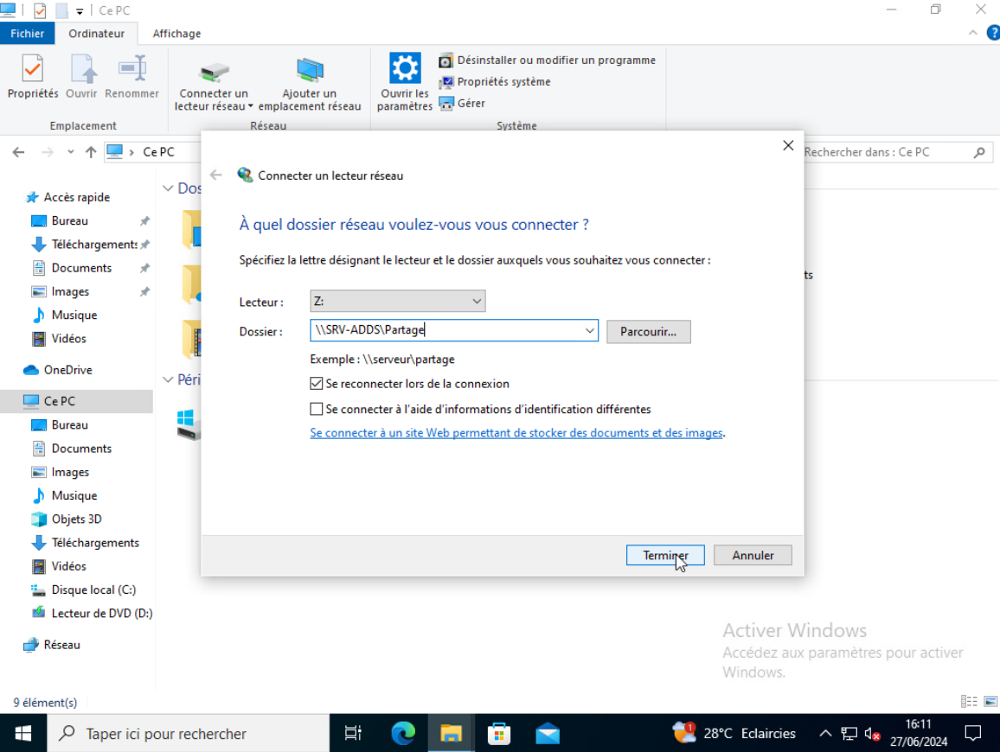 Ce PC
Fichier
Ordinateur
Affichage
Propriétés
Ouvrir
Renommer
Connecter un
lecteur réseau
Ajouter un
emplacement réseau
Ouvrir les
paramètres
Désinstaller ou modifier un programme
Propriétés système
Gérer
Emplacement
Réseau
Système
Ce PC
Rechercher dans : Ce PC
Accès rapide
Bureau
Téléchargements
Documents
Images
Musique
Vidéos
OneDrive
Ce PC
Bureau
Documents
Images
Musique
Objets 3D
Téléchargements
Vidéos
Disque local (C:)
Lecteur de DVD (D:)
Réseau
Dos
Péri
ts
Connecter un lecteur réseau
À quel dossier réseau voulez-vous vous connecter ?
Spécifiez la lettre désignant le lecteur et le dossier auxquels vous souhaitez vous connecter :
Lecteur : Z:
Dossier : \\SRV-ADDS\Partage
Parcourir...
Exemple : \\serveur\partage
Se reconnecter lors de la connexion
Se connecter à l'aide d'informations d'identification différentes
Se connecter à un site Web permettant de stocker des documents et des images.
Terminer
Annuler
Activer Windows
Accédez aux paramètres pour activer
Windows.
9 élément(s)
Taper ici pour rechercher
1
28°C Eclaircies
16:11
27/06/2024